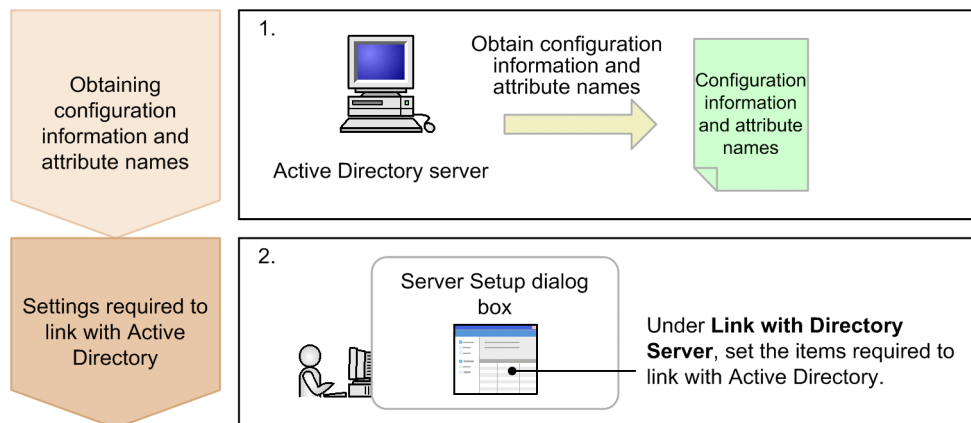 Obtaining
configuration
information and
attribute names
1.
Obtain configuration
information and
attribute names
Configuration
information
and attribute
names
Active Directory server
Settings required to
link with Active
Directory
2.
Server Setup dialog
box
Under Link with Directory
Server, set the items required to
link with Active Directory.